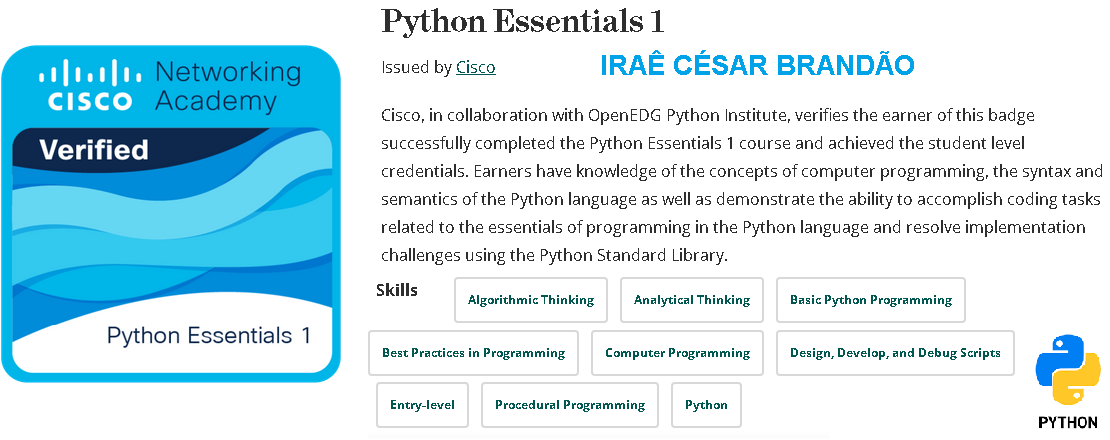 Python Essentials 1
Issued by Cisco
IRAÊ CÉSAR BRANDÃO
CISCO
Networking
Academy
Verified
Python Essentials 1
Cisco, in collaboration with OpenEDG Python Institute, verifies the earner of this badge
successfully completed the Python Essentials 1 course and achieved the student level
credentials. Earners have knowledge of the concepts of computer programming, the syntax and
semantics of the Python language as well as demonstrate the ability to accomplish coding tasks
related to the essentials of programming in the Python language and resolve implementation
challenges using the Python Standard Library.
Skills
Algorithmic Thinking
Analytical Thinking
Basic Python Programming
Best Practices in Programming
Computer Programming
Design, Develop, and Debug Scripts
Entry-level
Procedural Programming
Python
PYTHON